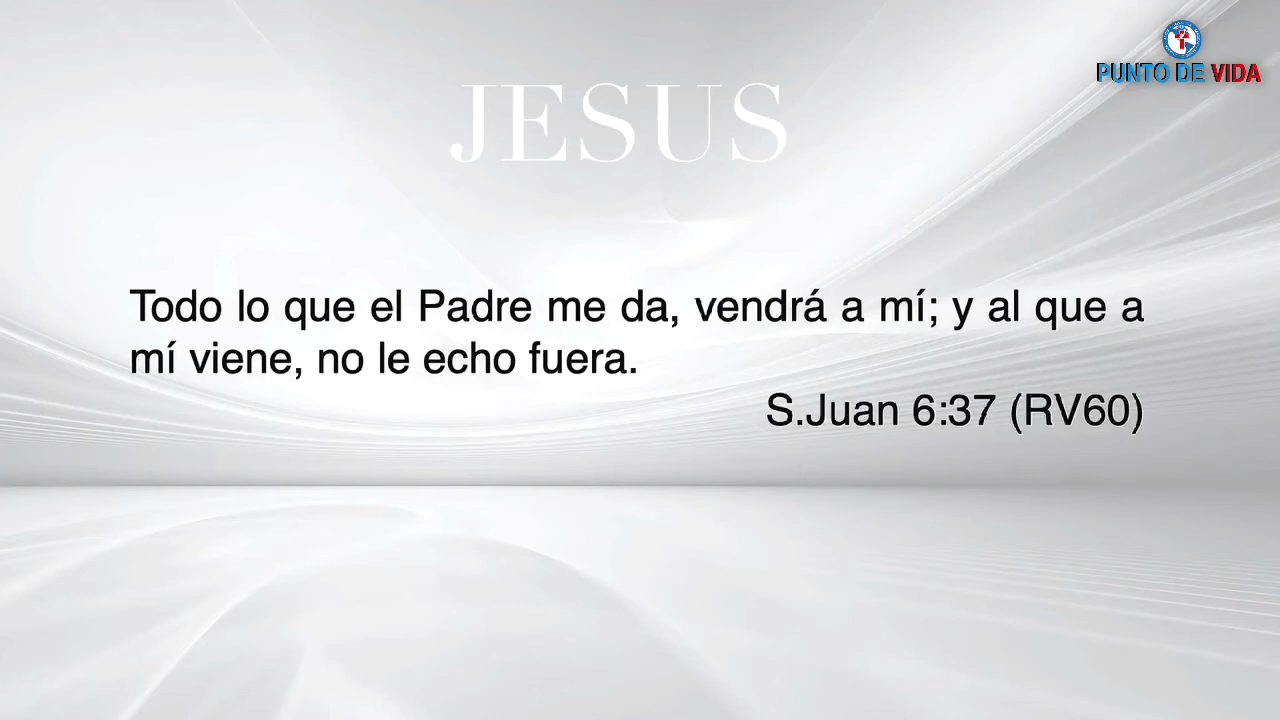 PUNTO DE VIDA
JESUS
Todo lo que el Padre me da, vendrá a mí; y al que a
mí viene, no le echo fuera.
S.Juan 6:37 (RV60)